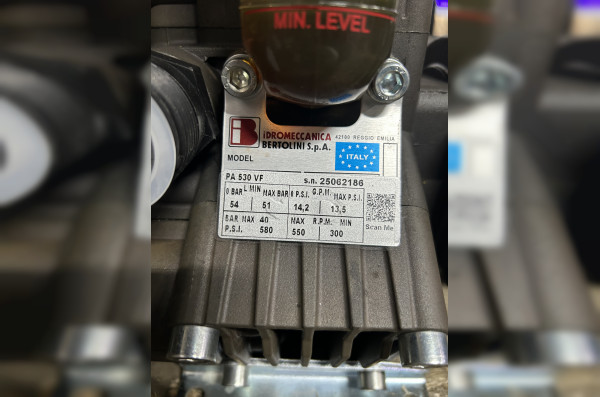 MIN. LEVEL
iB
iDROMECCANICA
BERTOLINI S.p.A.
42100 REGGIO EMILIA
ITALY
MODEL
PA 530 VF s.n. 25062186
0 BAR L MIN MAX BAR 0 P.S.I. G.P.M. MAX P.S.I.
54 51 14,2 13,5
BAR MAX 40 MAX R.P.M. MIN
P.S.I. 580 550 300
Scan Me